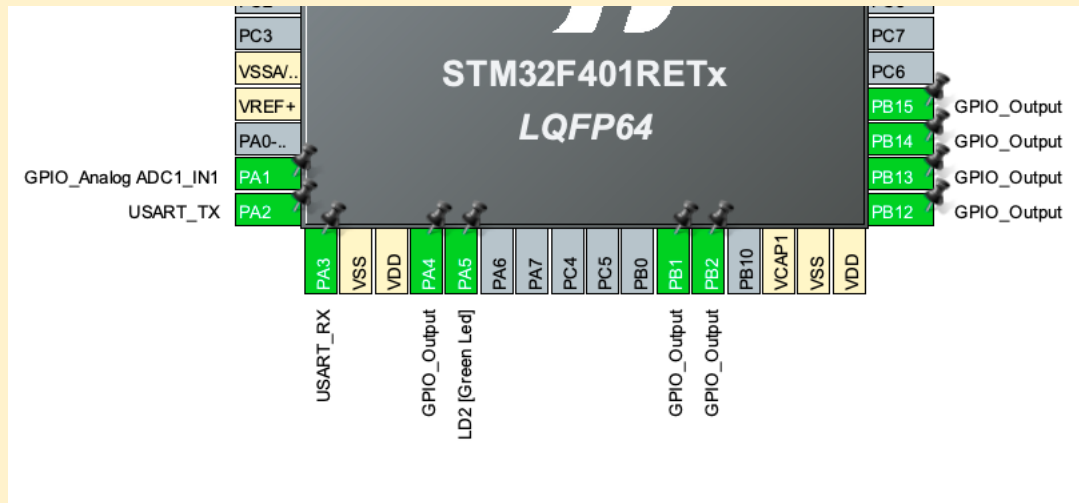 PC3
VSSA/..
VREF+
PA0-..
GPIO_Analog ADC1_IN1 PA1
USART_TX PA2
STM32F401RETx
LQFP64
PC7
PC6
PB15 GPIO_Output
PB14 GPIO_Output
PB13 GPIO_Output
PB12 GPIO_Output
PA3
VSS
VDD
PA4
PA5
PA6
PA7
PC4
PC5
PB0
PB1
PB2
PB10
VCAP1
VSS
VDD
USART_RX
GPIO_Output
LD2 [Green Led]
GPIO_Output
GPIO_Output